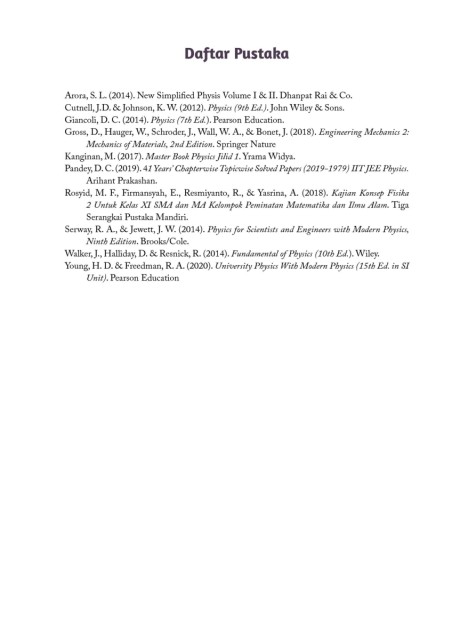 Daftar Pustaka
Arora, S. L. (2014). New Simplified Physis Volume I & II. Dhanpat Rai & Co.
Cutnell, J.D. & Johnson, K. W. (2012). Physics (9th Ed.). John Wiley & Sons.
Giancoli, D. C. (2014). Physics (7th Ed.). Pearson Education.
Gross, D., Hauger, W., Schroder, J., Wall, W. A., & Bonet, J. (2018). Engineering Mechanics 2:
Mechanics of Materials, 2nd Edition. Springer Nature
Kanginan, M. (2017). Master Book Physics Jilid 1. Yrama Widya.
Pandey, D. C. (2019). 41 Years' Chapterwise Topicwise Solved Papers (2019-1979) IIT JEE Physics.
Arihant Prakashan.
Rosyid, M. F., Firmansyah, E., Resmiyanto, R., & Yasrina, A. (2018). Kajian Konsep Fisika
2 Untuk Kelas XI SMA dan MA Kelompok Peminatan Matematika dan Ilmu Alam. Tiga
Serangkai Pustaka Mandiri.
Serway, R. A., & Jewett, J. W. (2014). Physics for Scientists and Engineers with Modern Physics,
Ninth Edition. Brooks/Cole.
Walker, J., Halliday, D. & Resnick, R. (2014). Fundamental of Physics (10th Ed.). Wiley.
Young, H. D. & Freedman, R. A. (2020). University Physics With Modern Physics (15th Ed. in SI
Unit). Pearson Education